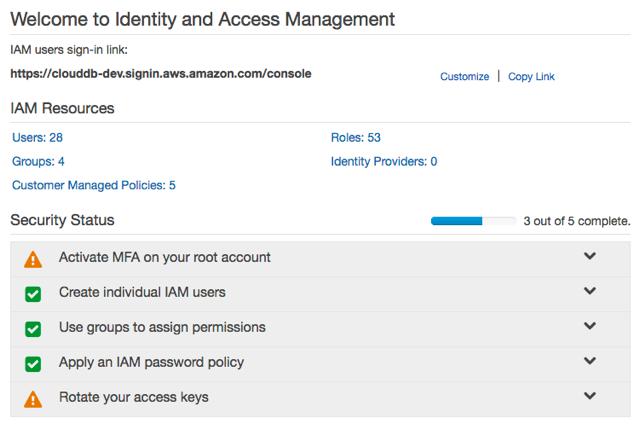 Welcome to Identity and Access Management
IAM users sign-in link:
https://clouddb-dev.signin.aws.amazon.com/console
Customize | Copy Link
IAM Resources
Users: 28
Roles: 53
Groups: 4
Identity Providers: 0
Customer Managed Policies: 5
Security Status
3 out of 5 complete.
Activate MFA on your root account
Create individual IAM users
Use groups to assign permissions
Apply an IAM password policy
Rotate your access keys